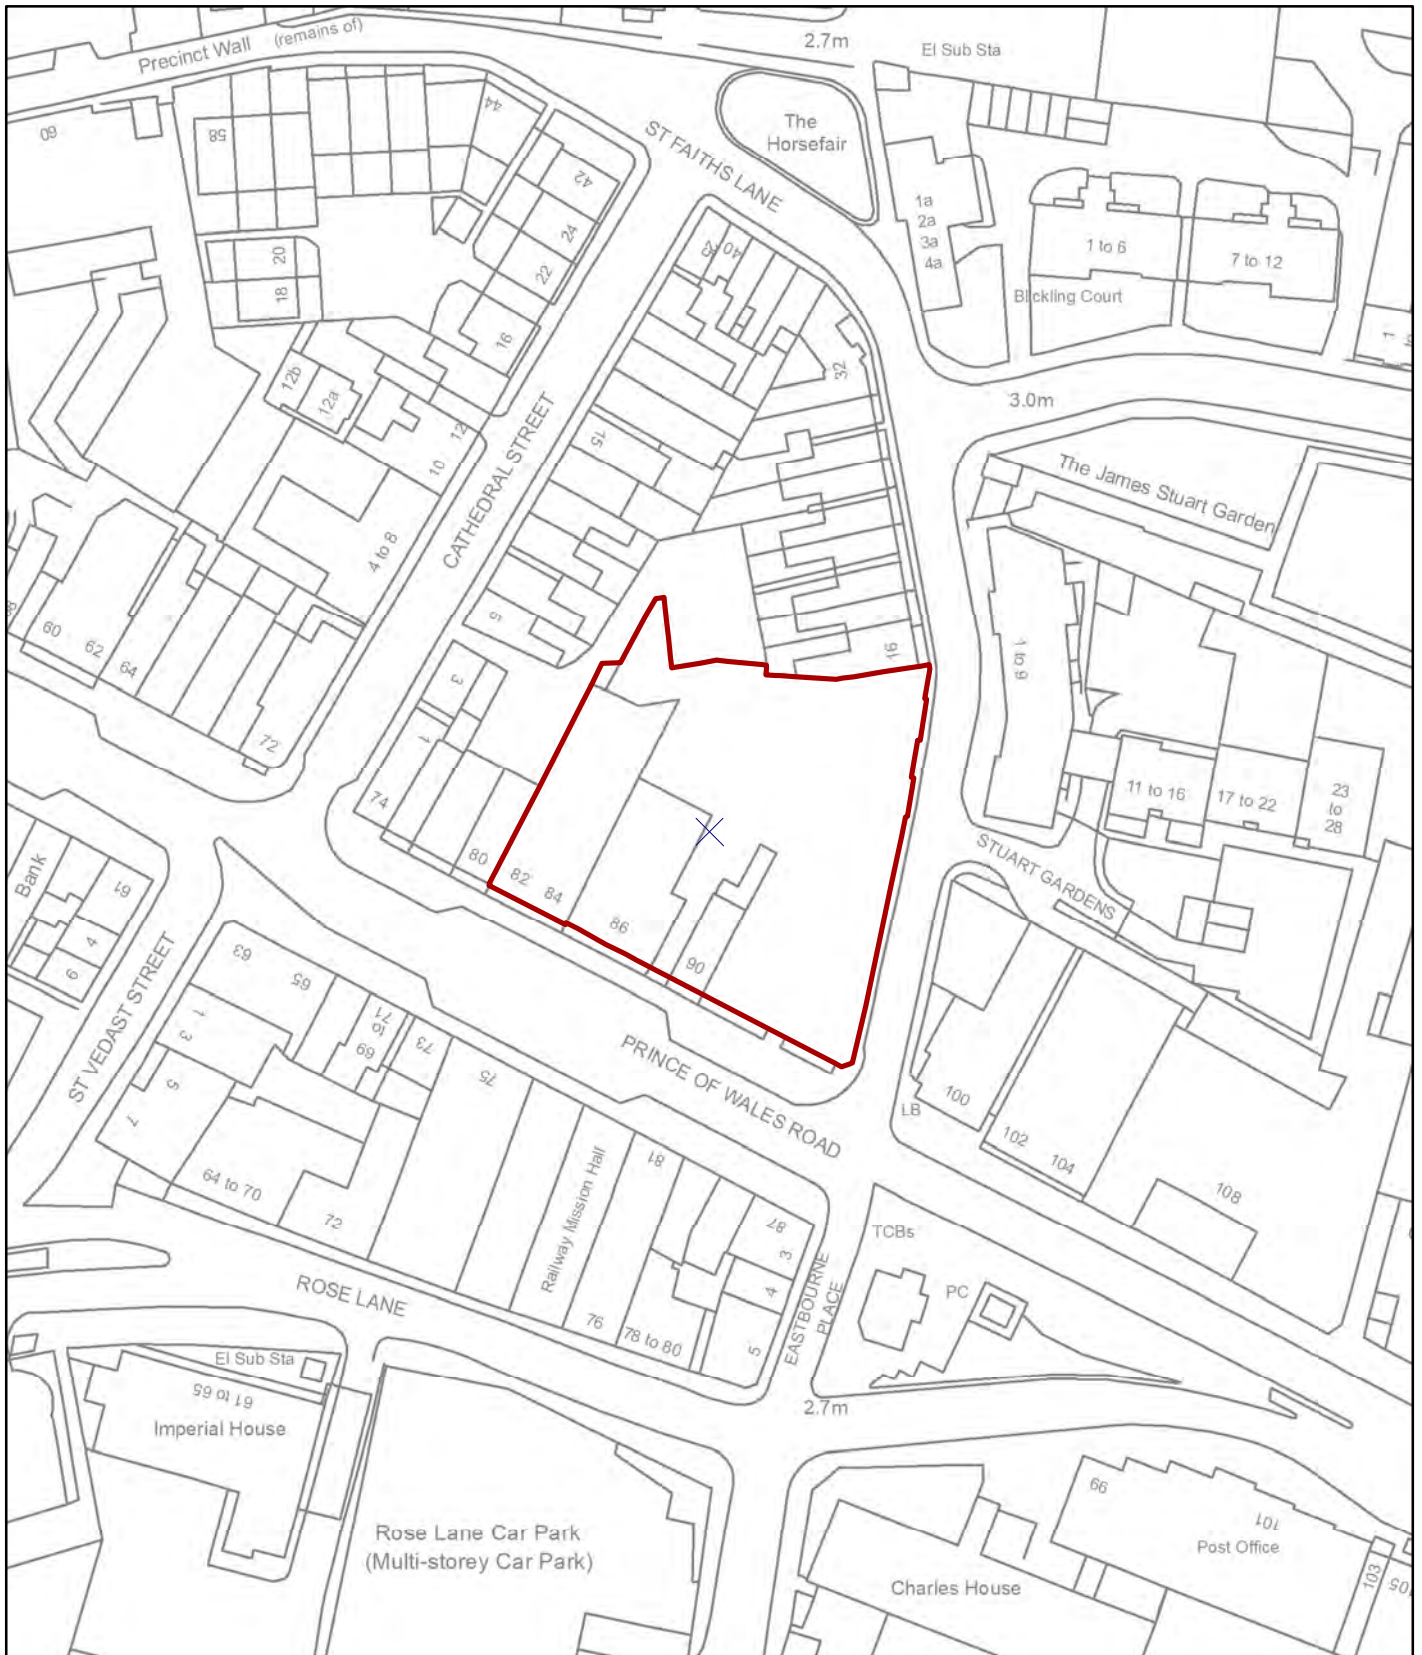 Precinct Wall (remains of)
2.7m
El Sub Sta
60
58
44
42
ST FAITHS LANE
The
Horsefair
1a
2a
3a
4a
1 to 6
7 to 12
Blickling Court
20
18
24
22
16
40
32
1
12b
12a
12
10
15
3.0m
CATHEDRAL STREET
The James Stuart Garden
4 to 8
60
62
64
72
5
16
1 to 9
3
1
74
80
82
84
86
90
11 to 16
17 to 22
23
to
28
STUART GARDENS
Bank
61
4
6
ST VEDAST STREET
63
65
71
to
69
73
75
1
3
5
7
PRINCE OF WALES ROAD
LB
100
102
104
108
64 to 70
72
Railway Mission Hall
81
87
3
4
5
76
78 to 80
EASTBOURNE
PLACE
TCBs
PC
ROSE LANE
El Sub Sta
61 to 65
Imperial House
2.7m
Rose Lane Car Park
(Multi-storey Car Park)
99
101
Post Office
Charles House
103
105